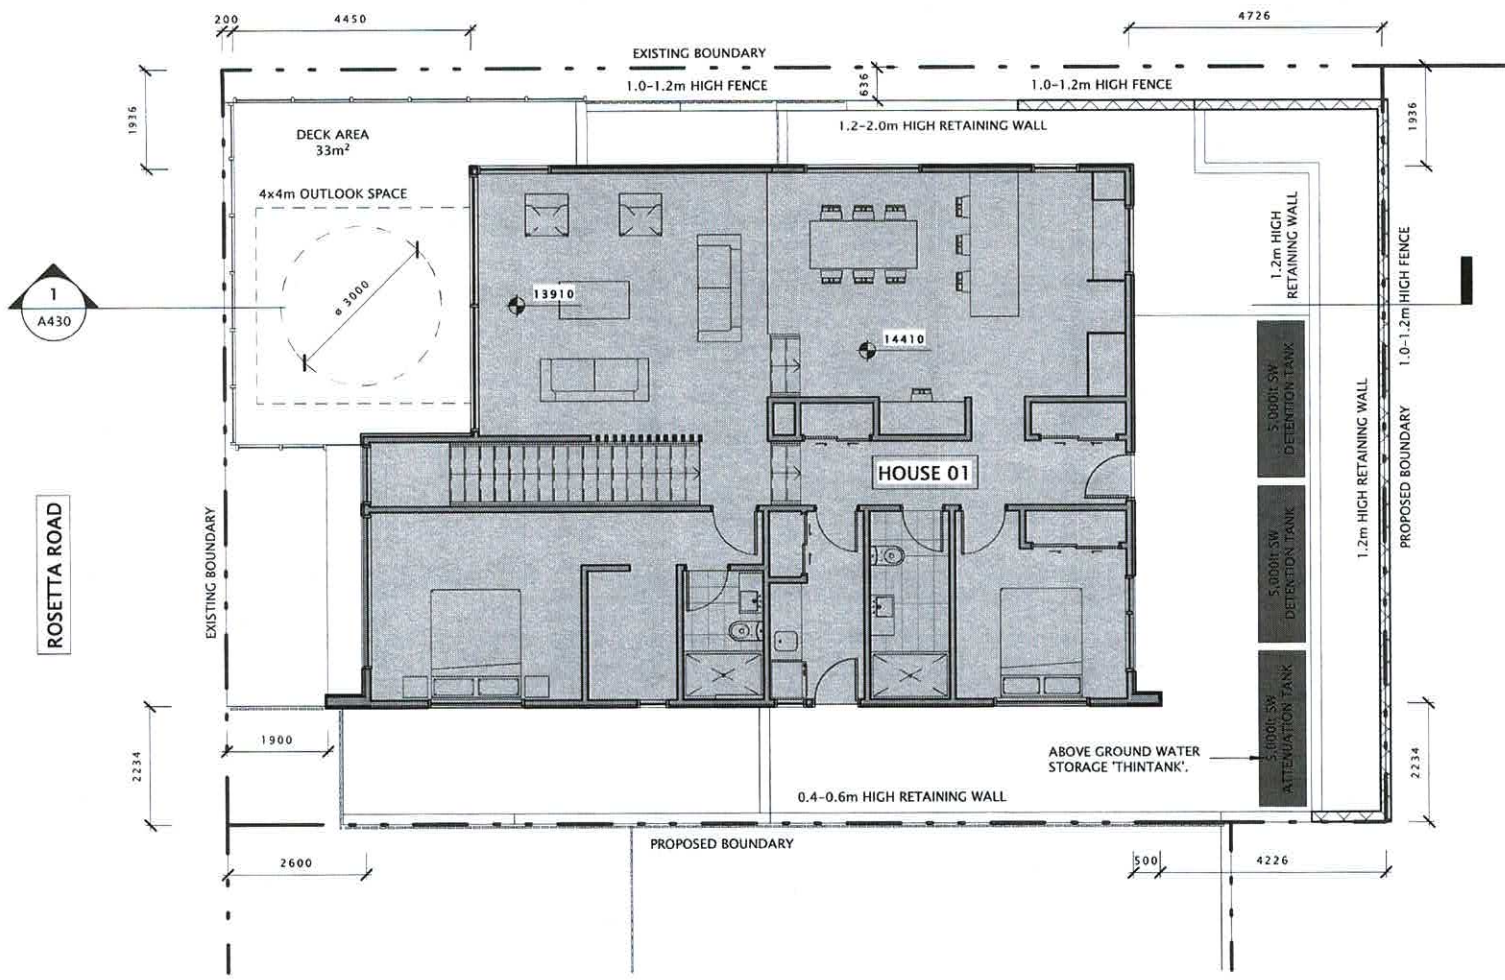 200
4450
4726
EXISTING BOUNDARY
1.0-1.2m HIGH FENCE
636
1.0-1.2m HIGH FENCE
1936
1936
DECK AREA
33m²
1.2-2.0m HIGH RETAINING WALL
4x4m OUTLOOK SPACE
1.2m HIGH
RETAINING WALL
1.0-1.2m HIGH FENCE
1
A430
ø 3000
13910
14410
5,000lt SW
DETENTION TANK
HOUSE 01
ROSETTA ROAD
EXISTING BOUNDARY
5,000lt SW
DETENTION TANK
1.2m HIGH RETAINING WALL
PROPOSED BOUNDARY
5,000lt SW
ATTENUATION TANK
1900
2234
2234
ABOVE GROUND WATER
STORAGE 'THINTANK'.
0.4-0.6m HIGH RETAINING WALL
PROPOSED BOUNDARY
2600
500
4226